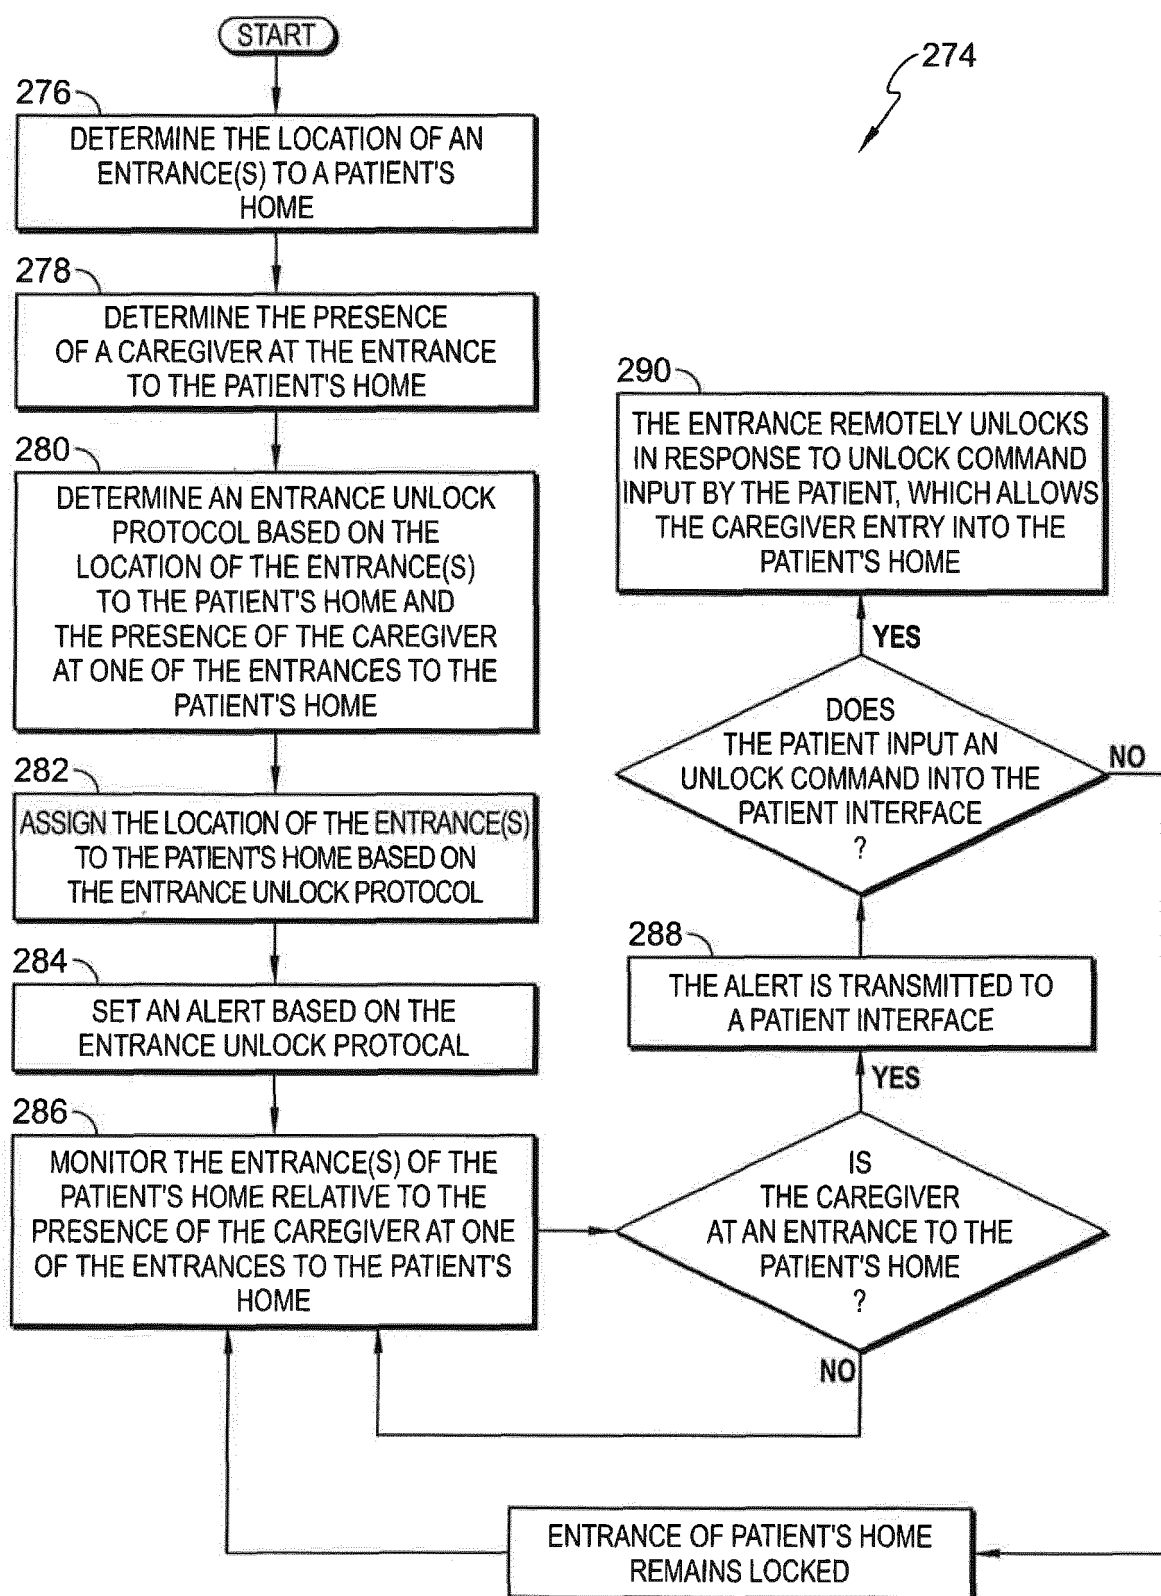 START
274
276
DETERMINE THE LOCATION OF AN
ENTRANCE(S) TO A PATIENT'S
HOME
278
DETERMINE THE PRESENCE
OF A CAREGIVER AT THE ENTRANCE
TO THE PATIENT'S HOME
280
DETERMINE AN ENTRANCE UNLOCK
PROTOCOL BASED ON THE
LOCATION OF THE ENTRANCE(S)
TO THE PATIENT'S HOME AND
THE PRESENCE OF THE CAREGIVER
AT ONE OF THE ENTRANCES TO THE
PATIENT'S HOME
282
ASSIGN THE LOCATION OF THE ENTRANCE(S)
TO THE PATIENT'S HOME BASED ON
THE ENTRANCE UNLOCK PROTOCOL
284
SET AN ALERT BASED ON THE
ENTRANCE UNLOCK PROTOCAL
286
MONITOR THE ENTRANCE(S) OF THE
PATIENT'S HOME RELATIVE TO THE
PRESENCE OF THE CAREGIVER AT ONE
OF THE ENTRANCES TO THE PATIENT'S
HOME
IS
THE CAREGIVER
AT AN ENTRANCE TO THE
PATIENT'S HOME
?
NO
YES
288
THE ALERT IS TRANSMITTED TO
A PATIENT INTERFACE
DOES
THE PATIENT INPUT AN
UNLOCK COMMAND INTO THE
PATIENT INTERFACE
?
NO
YES
290
THE ENTRANCE REMOTELY UNLOCKS
IN RESPONSE TO UNLOCK COMMAND
INPUT BY THE PATIENT, WHICH ALLOWS
THE CAREGIVER ENTRY INTO THE
PATIENT'S HOME
ENTRANCE OF PATIENT'S HOME
REMAINS LOCKED